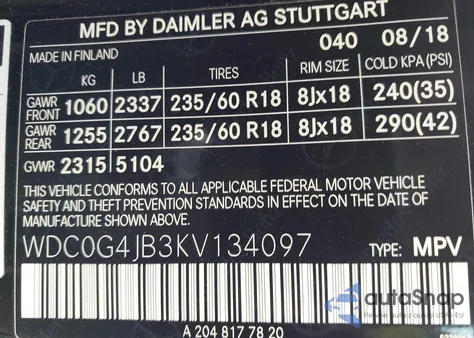 MFD BY DAIMLER AG STUTTGART
MADE IN FINLAND 040 08/18
KG LB TIRES RIM SIZE COLD KPA (PSI)
GAWR FRONT 1060 2337 235/60 R18 8Jx18 240(35)
GAWR REAR 1255 2767 235/60 R18 8Jx18 290(42)
GWR 2315 5104
THIS VEHICLE CONFORMS TO ALL APPLICABLE FEDERAL MOTOR VEHICLE
SAFETY AND THEFT PREVENTION STANDARDS IN EFFECT ON THE DATE OF
MANUFACTURE SHOWN ABOVE.
WDC0G4JB3KV134097 TYPE: MPV
autoSnap
A 204 817 78 20